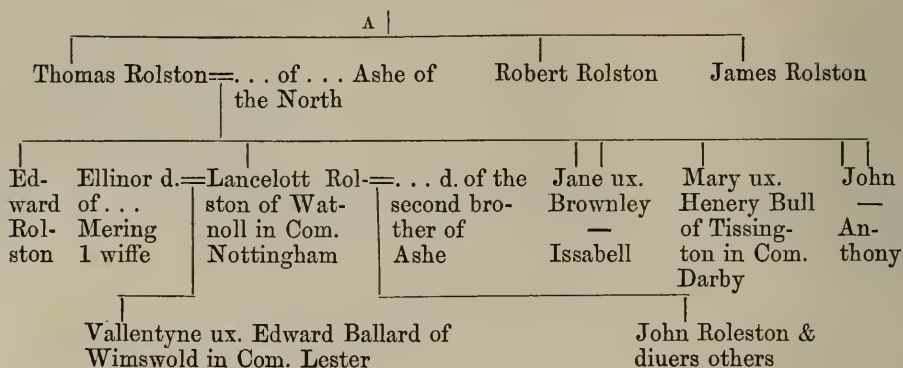 A
Thomas Rolston=. . . of . . . Ashe of
the North
Robert Rolston
James Rolston
Ed-
ward
Rol-
ston
Ellinor d.
of . . .
Mering
1 wiffe
=Lancelott Rol-
ston of Wat-
noll in Com.
Nottingham
=. . . d. of the
second bro-
ther of
Ashe
Jane ux.
Brownley
—
Issabell
Mary ux.
Henery Bull
of Tissing-
ton in Com.
Darby
John
—
An-
thony
Vallentyne ux. Edward Ballard of
Wimswold in Com. Lester
John Roleston &
diuers others